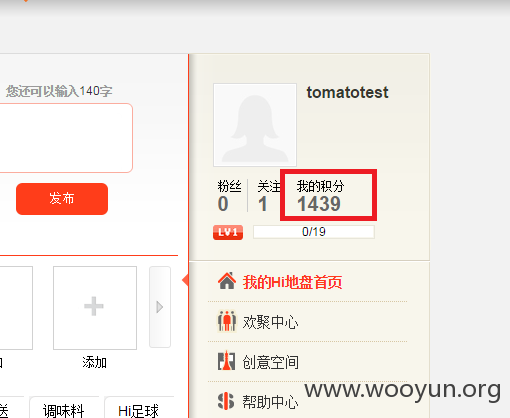 您还可以输入140字
发布
加
添加
送
调味料
Hi足球
tomatotest
粉丝
关注
我的积分
0
1
1439
LV1
0/19
我的Hi地盘首页
欢聚中心
创意空间
帮助中心
www.wooyun.org